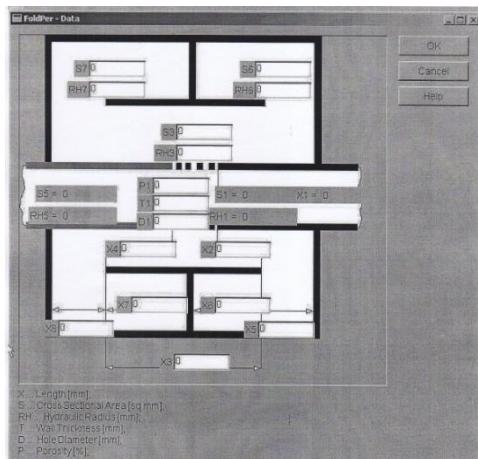 FoldPer - Data
OK
Cancel
Help
S7 0
S6 0
RH7 0
RH6 0
S3 0
RH3 0
P1 0
S5 = 0
S1 = 0
X1 = 0
T1 0
RH5 = 0
D1 0
RH1 = 0
X4 0
X2 0
X7 0
X6 0
X8 0
X5 0
X3 0
X ... Length [mm];
S ... Cross Sectional Area [sq mm];
RH ... Hydraulic Radius [mm];
T ... Wall Thickness [mm];
D ... Hole Diameter [mm];
P ... Porosity [%];